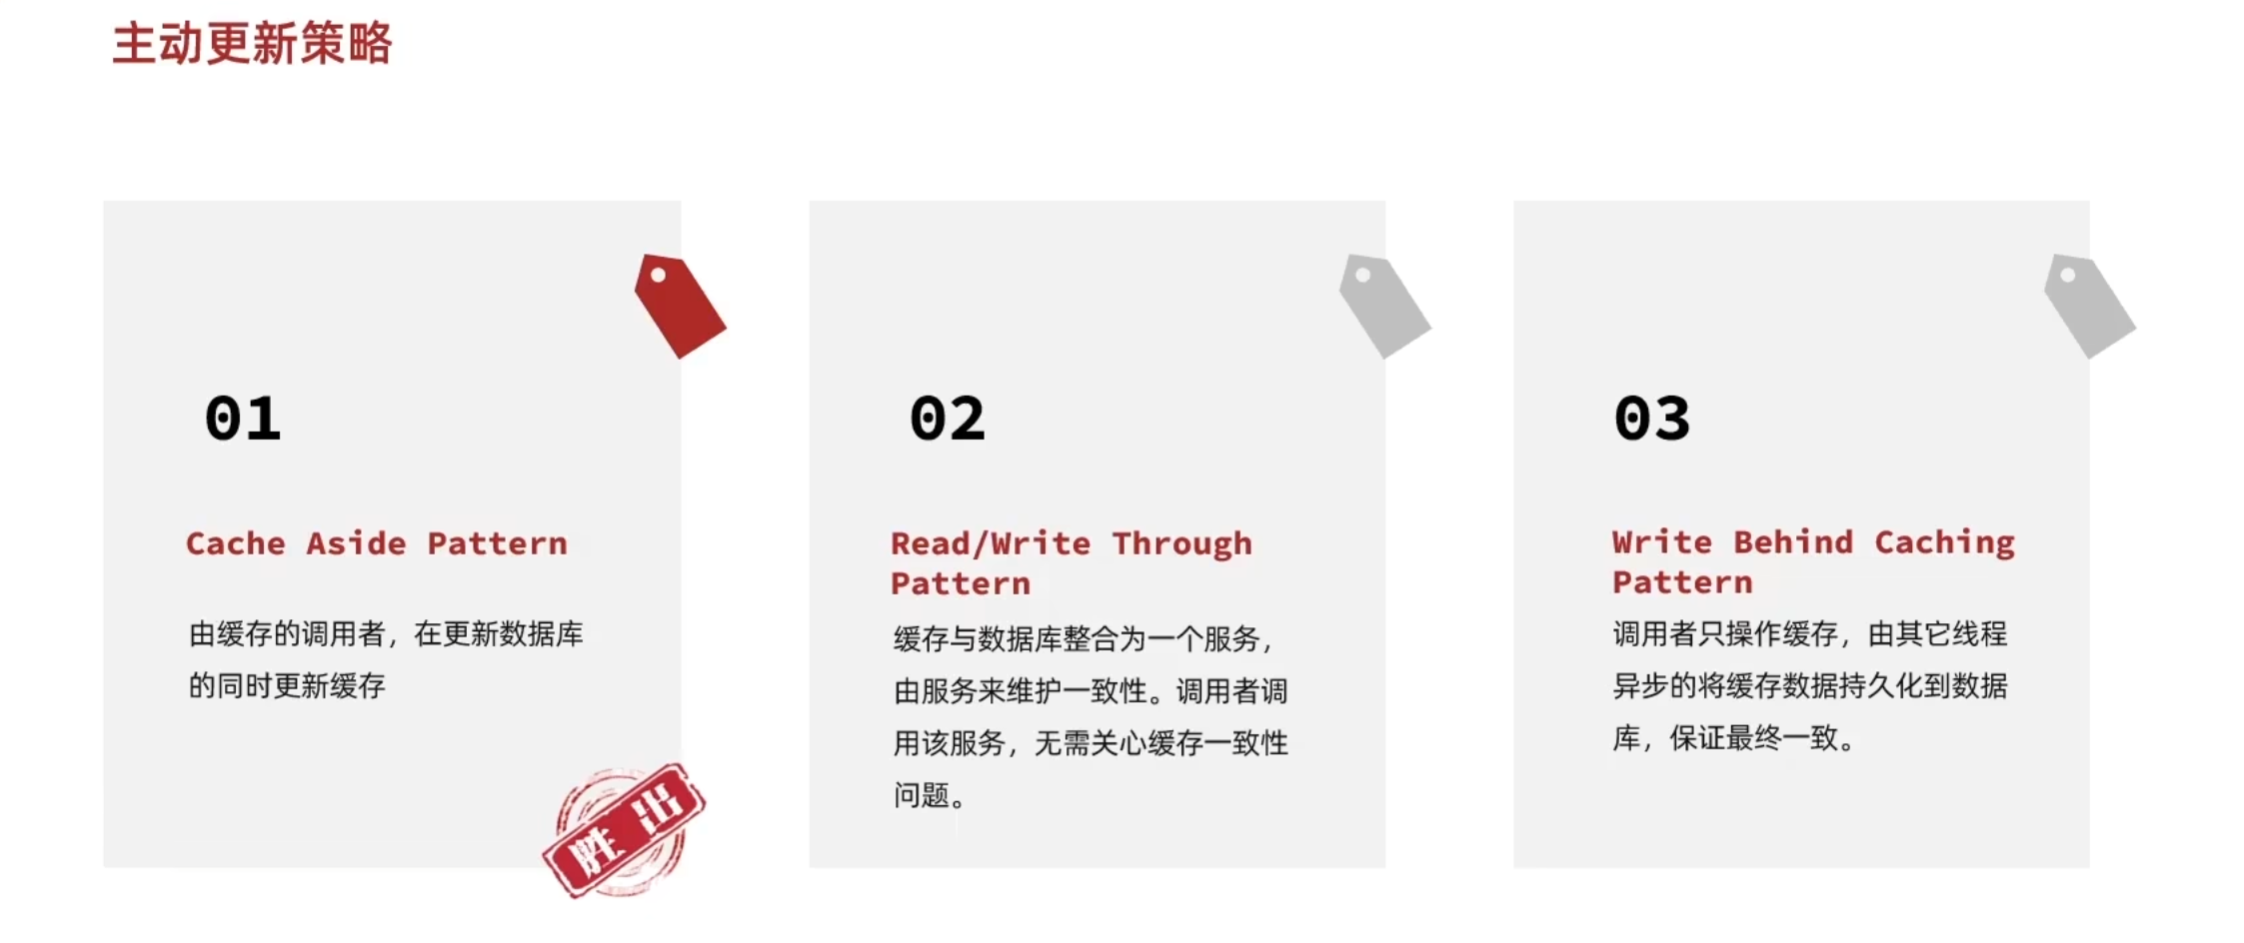 主动更新策略
01
Cache Aside Pattern
由缓存的调用者，在更新数据库
的同时更新缓存
胜出
02
Read/Write Through
Pattern
缓存与数据库整合为一个服务，
由服务来维护一致性。调用者调
用该服务，无需关心缓存一致性
问题。
03
Write Behind Caching
Pattern
调用者只操作缓存，由其它线程
异步的将缓存数据持久化到数据
库，保证最终一致。